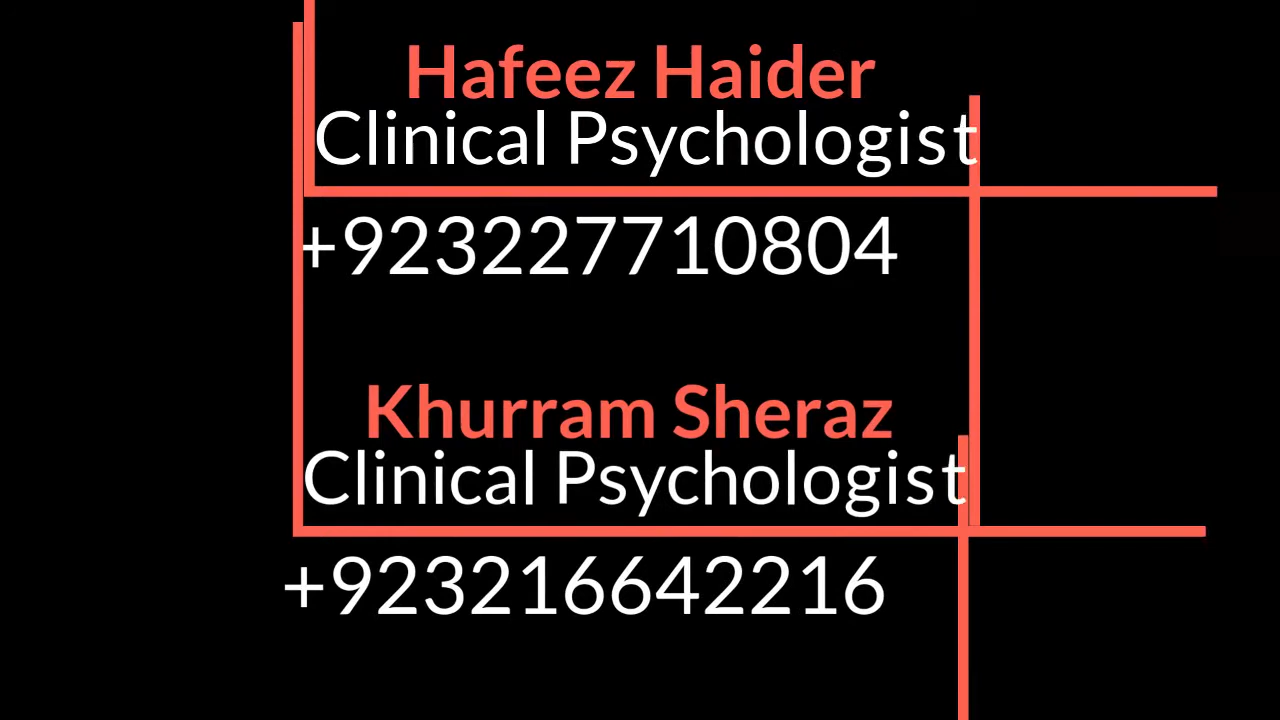 Hafeez Haider
Clinical Psychologist
+923227710804
Khurram Sheraz
Clinical Psychologist
+923216642216